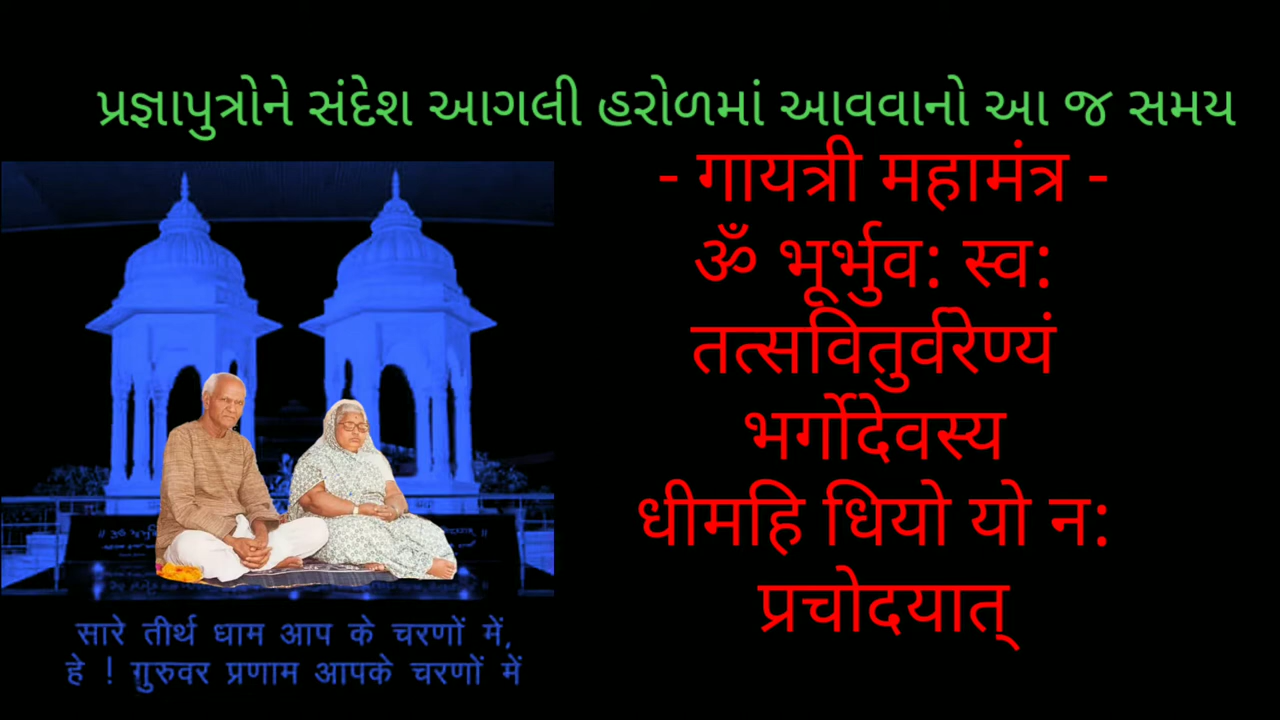 પ્રજ્ઞાપુત્રોને સંદેશ આગલી હરોળમાં આવવાનો આ જ સમય
- गायत्री महामंत्र -
ॐ भूर्भुव: स्व:
तत्सवितुर्वरेण्यं
भर्गोदेवस्य
धीमहि धियो यो न:
प्रचोदयात्
सारे तीर्थ धाम आप के चरणों में,
हे ! गुरुवर प्रणाम आपके चरणों में